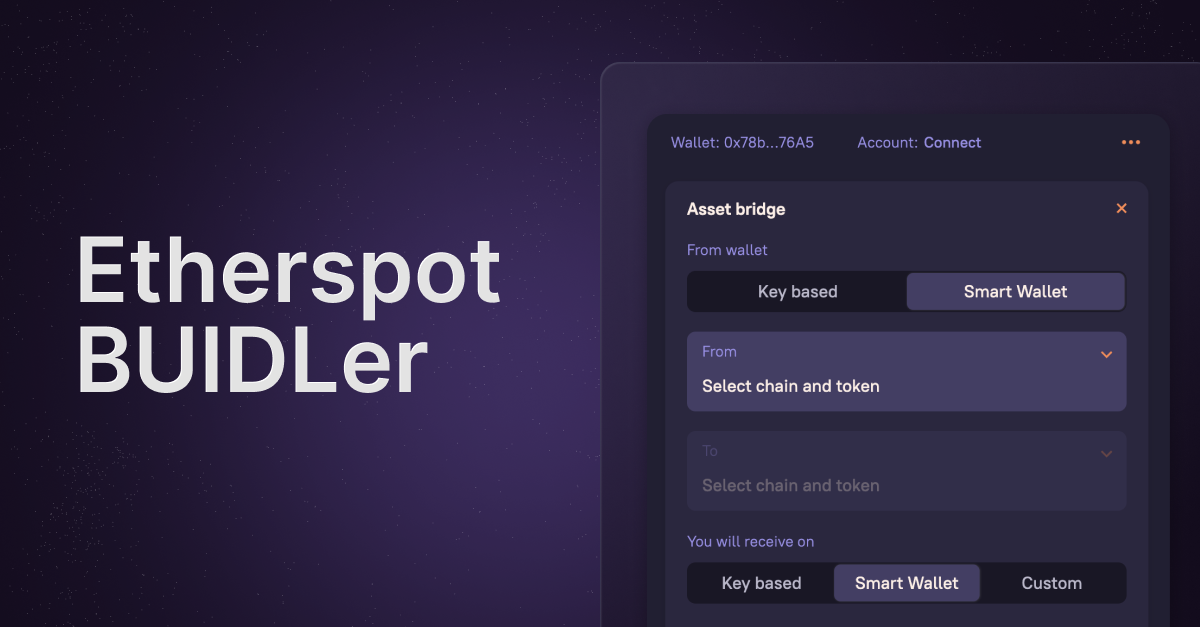 Etherspot
BUIDLer
Wallet: 0x78b...76A5 Account: Connect
Asset bridge
From wallet
Key based Smart Wallet
From
Select chain and token
To
Select chain and token
You will receive on
Key based Smart Wallet Custom